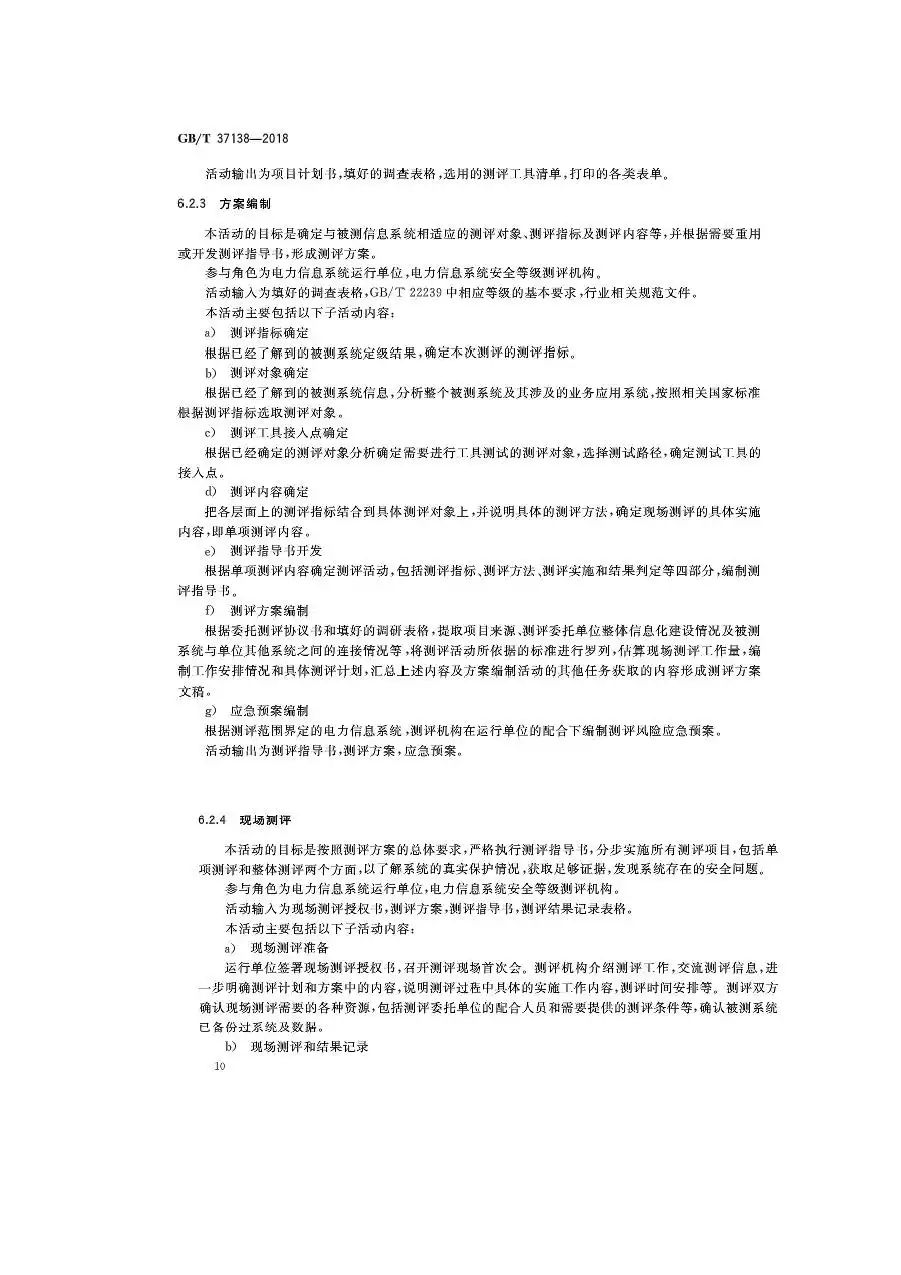 GB/T 37138—2018
活动输出为项目计划书,填好的调查表格,选用的测评工具清单,打印的各类表单。
6.2.3 方案编制
本活动的目标是确定与被测信息系统相适应的测评对象、测评指标及测评内容等,并根据需要重用
或开发测评指导书,形成测评方案。
参与角色为电力信息系统运行单位,电力信息系统安全等级测评机构。
活动输入为填好的调查表格,GB/T 22239中相应等级的基本要求,行业相关规范文件。
本活动主要包括以下子活动内容:
a) 测评指标确定
根据已经了解到的被测系统定级结果,确定本次测评的测评指标。
b) 测评对象确定
根据已经了解到的被测系统信息,分析整个被测系统及其涉及的业务应用系统,按照相关国家标准
根据测评指标选取测评对象。
c) 测评工具接入点确定
根据已经确定的测评对象分析确定需要进行工具测试的测评对象,选择测试路径,确定测试工具的
接入点。
d) 测评内容确定
把各层面上的测评指标结合到具体测评对象上,并说明具体的测评方法,确定现场测评的具体实施
内容,即单项测评内容。
e) 测评指导书开发
根据单项测评内容确定测评活动,包括测评指标、测评方法、测评实施和结果判定等四部分,编制测
评指导书。
f) 测评方案编制
根据委托测评协议书和填好的调研表格,提取项目来源、测评委托单位整体信息化建设情况及被测
系统与单位其他系统之间的连接情况等,将测评活动所依据的标准进行罗列,估算现场测评工作量,编
制工作安排情况和具体测评计划,汇总上述内容及方案编制活动的其他任务获取的内容形成测评方案
文稿。
g) 应急预案编制
根据测评范围界定的电力信息系统,测评机构在运行单位的配合下编制测评风险应急预案。
活动输出为测评指导书,测评方案,应急预案。
6.2.4 现场测评
本活动的目标是按照测评方案的总体要求,严格执行测评指导书,分步实施所有测评项目,包括单
项测评和整体测评两个方面,以了解系统的真实保护情况,获取足够证据,发现系统存在的安全问题。
参与角色为电力信息系统运行单位,电力信息系统安全等级测评机构。
活动输入为现场测评授权书,测评方案,测评指导书,测评结果记录表格。
本活动主要包括以下子活动内容:
a) 现场测评准备
运行单位签署现场测评授权书,召开测评现场首次会。测评机构介绍测评工作,交流测评信息,进
一步明确测评计划和方案中的内容,说明测评过程中具体的实施工作内容,测评时间安排等。测评双方
确认现场测评需要的各种资源,包括测评委托单位的配合人员和需要提供的测评条件等,确认被测系统
已备份过系统及数据。
b) 现场测评和结果记录
10